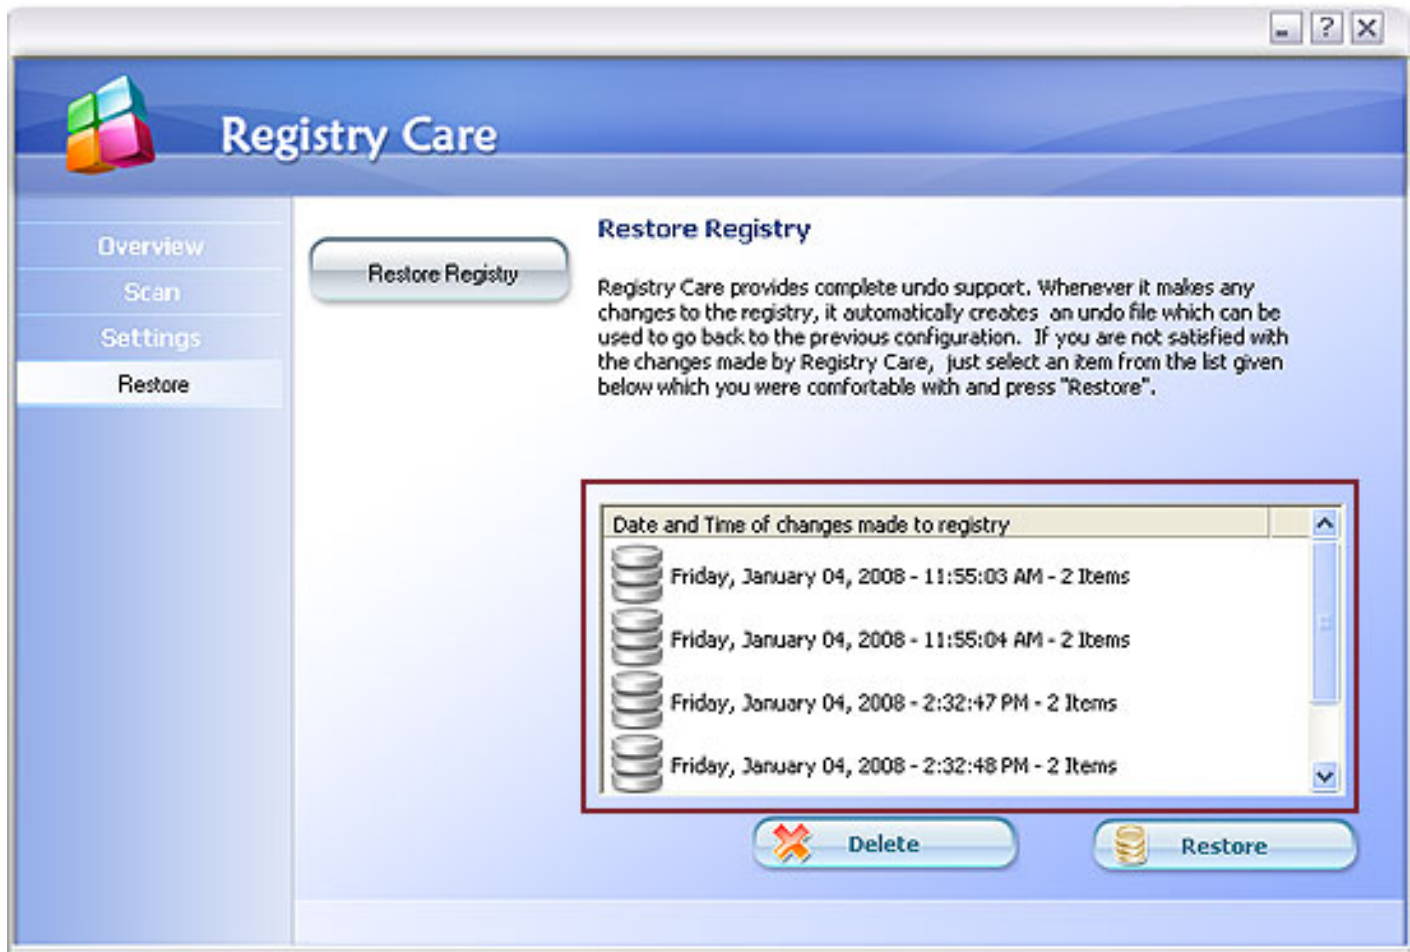 Registry Care
Overview
Scan
Settings
Restore
Restore Registry
Restore Registry
Registry Care provides complete undo support. Whenever it makes any
changes to the registry, it automatically creates an undo file which can be
used to go back to the previous configuration. If you are not satisfied with
the changes made by Registry Care, just select an item from the list given
below which you were comfortable with and press "Restore".
Date and Time of changes made to registry
Friday, January 04, 2008 - 11:55:03 AM - 2 Items
Friday, January 04, 2008 - 11:55:04 AM - 2 Items
Friday, January 04, 2008 - 2:32:47 PM - 2 Items
Friday, January 04, 2008 - 2:32:48 PM - 2 Items
Delete
Restore